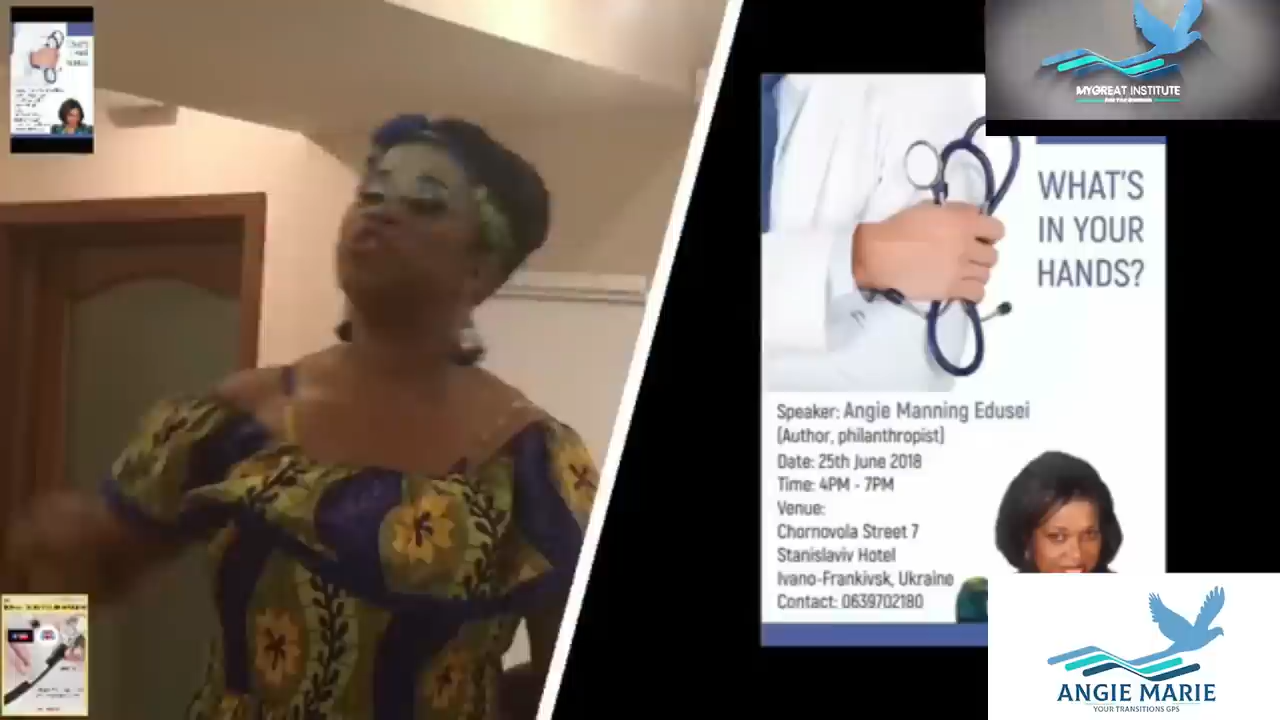 MYGREAT INSTITUTE
WHAT'S
IN YOUR
HANDS?
Speaker: Angie Manning Edusei
(Author, philanthropist)
Date: 25th June 2018
Time: 4PM - 7PM
Venue:
Chornovola Street 7
Stanislaviv Hotel
Ivano-Frankivsk, Ukraine
Contact: 0639702180
ANGIE MARIE
YOUR TRANSITIONS GPS